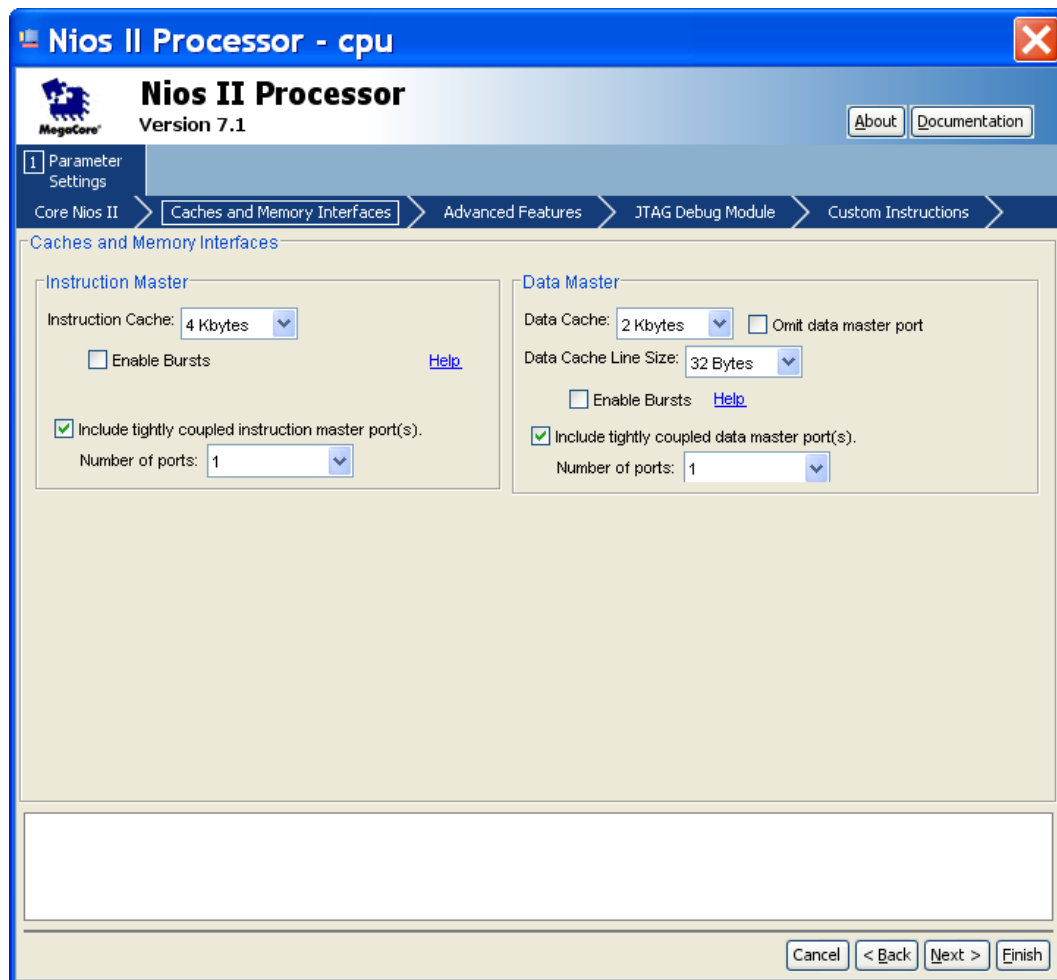 Nios II Processor - cpu
MegaCore®
Nios II Processor
Version 7.1
About
Documentation
1 Parameter
Settings
Core Nios II
Caches and Memory Interfaces
Advanced Features
JTAG Debug Module
Custom Instructions
Caches and Memory Interfaces
Instruction Master
Instruction Cache: 4 Kbytes
Enable Bursts
Help
Include tightly coupled instruction master port(s).
Number of ports: 1
Data Master
Data Cache: 2 Kbytes
Omit data master port
Data Cache Line Size: 32 Bytes
Enable Bursts
Help
Include tightly coupled data master port(s).
Number of ports: 1
Cancel
< Back
Next >
Finish